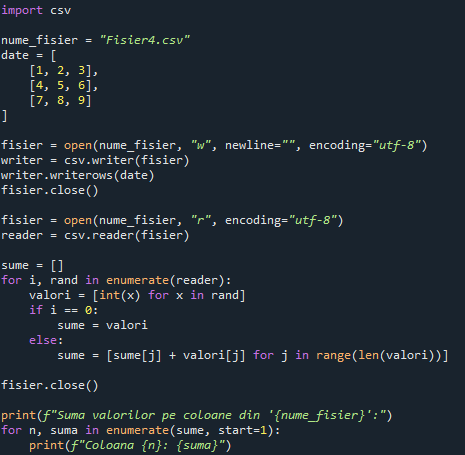 import csv

nume_fisier = "Fisier4.csv"
date = [
    [1, 2, 3],
    [4, 5, 6],
    [7, 8, 9]
]

fisier = open(nume_fisier, "w", newline="", encoding="utf-8")
writer = csv.writer(fisier)
writer.writerows(date)
fisier.close()

fisier = open(nume_fisier, "r", encoding="utf-8")
reader = csv.reader(fisier)

sume = []
for i, rand in enumerate(reader):
    valori = [int(x) for x in rand]
    if i == 0:
        sume = valori
    else:
        sume = [sume[j] + valori[j] for j in range(len(valori))]

fisier.close()

print(f"Suma valorilor pe coloane din '{nume_fisier}':")
for n, suma in enumerate(sume, start=1):
    print(f"Coloana {n}: {suma}")